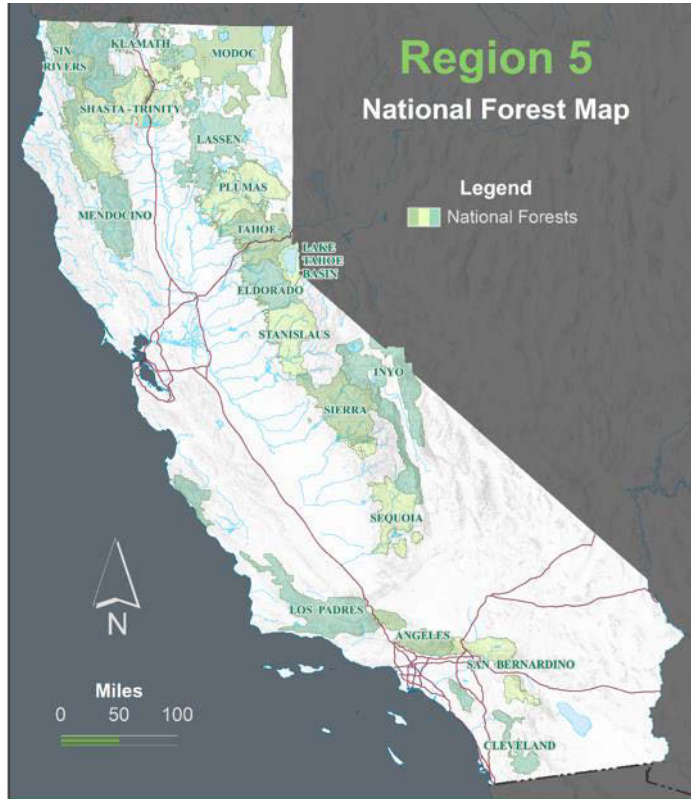 Region 5
National Forest Map
Legend
National Forests
SIX
RIVERS
KLAMATH
MODOC
SHASTA - TRINITY
LASSEN
PLUMAS
MENDOCINO
TAHOE
LAKE
TAHOE
BASIN
ELDORADO
STANISLAUS
INYO
SIERRA
SEQUOIA
LOS PADRES
ANGELES
SAN BERNARDINO
CLEVELAND
N
Miles
0 50 100